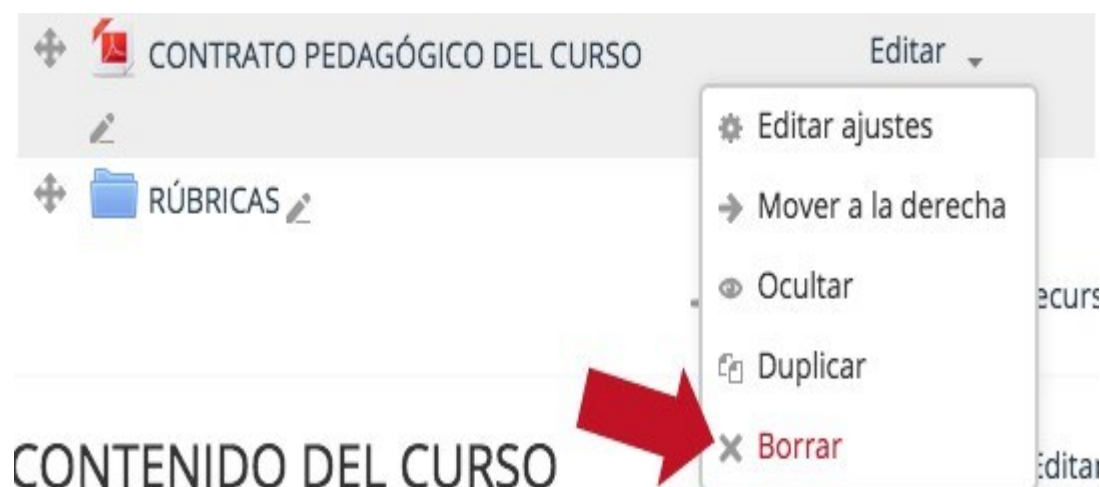 CONTRATO PEDAGÓGICO DEL CURSO
Editar
Editar ajustes
RÚBRICAS
Mover a la derecha
Ocultar
Duplicar
Borrar
CONTENIDO DEL CURSO